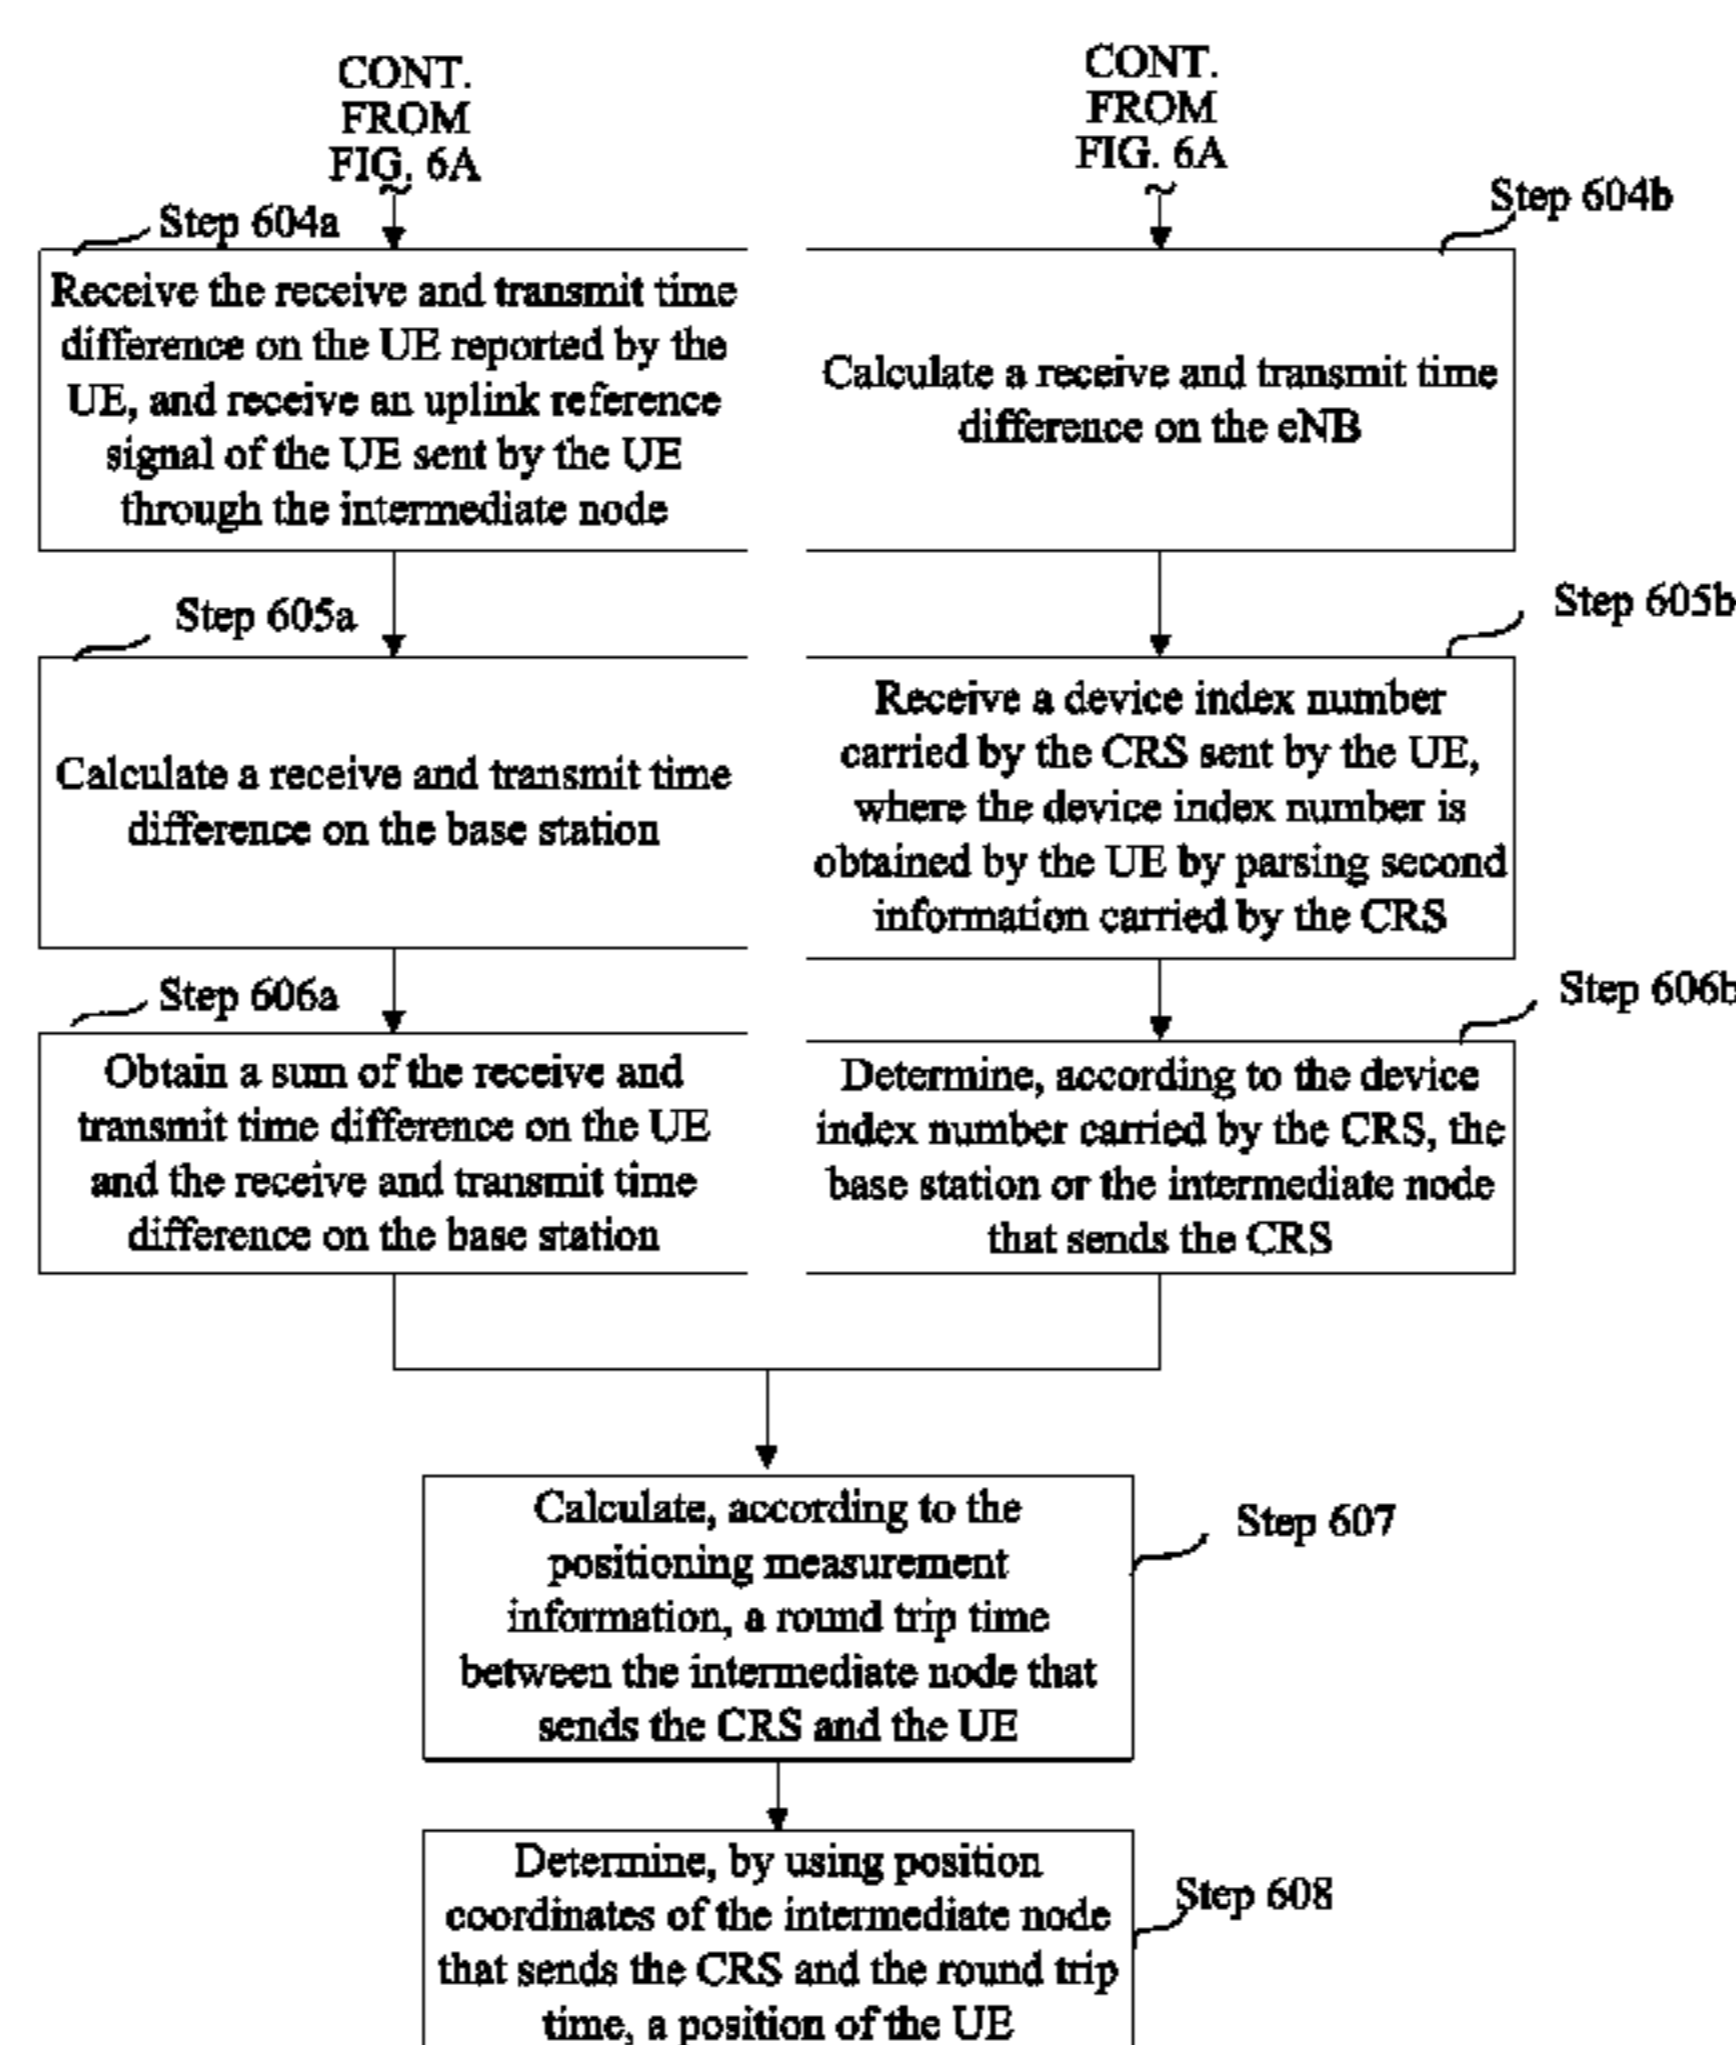 CONT.
FROM
FIG. 6A
Step 604a
Receive the receive and transmit time
difference on the UE reported by the
UE, and receive an uplink reference
signal of the UE sent by the UE
through the intermediate node
Step 605a
Calculate a receive and transmit time
difference on the base station
Step 606a
Obtain a sum of the receive and
transmit time difference on the UE
and the receive and transmit time
difference on the base station
CONT.
FROM
FIG. 6A
Step 604b
Calculate a receive and transmit time
difference on the eNB
Step 605b
Receive a device index number
carried by the CRS sent by the UE,
where the device index number is
obtained by the UE by parsing second
information carried by the CRS
Step 606b
Determine, according to the device
index number carried by the CRS, the
base station or the intermediate node
that sends the CRS
Calculate, according to the
positioning measurement
information, a round trip time
between the intermediate node that
sends the CRS and the UE
Step 607
Determine, by using position
coordinates of the intermediate node
that sends the CRS and the round trip
time, a position of the UE
Step 608